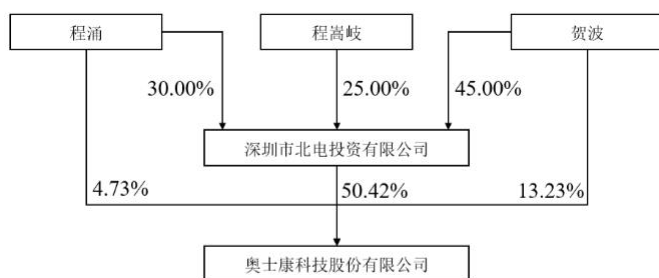 程涌
程嵩岐
贺波
30.00%
25.00%
45.00%
深圳市北电投资有限公司
4.73%
50.42%
13.23%
奥士康科技股份有限公司